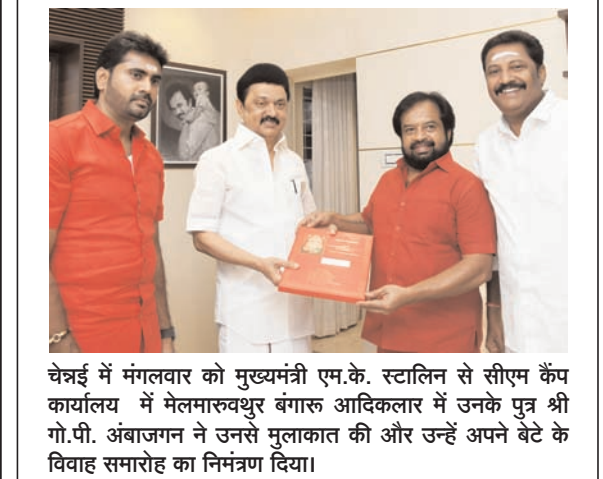 चेन्नई में मंगलवार को मुख्यमंत्री एम.के. स्टालिन से सीएम कैंप
कार्यालय में मेलमारुवथुर बंगारू आदिकलार में उनके पुत्र श्री
गो.पी. अंबाजगन ने उनसे मुलाकात की और उन्हें अपने बेटे के
विवाह समारोह का निमंत्रण दिया।